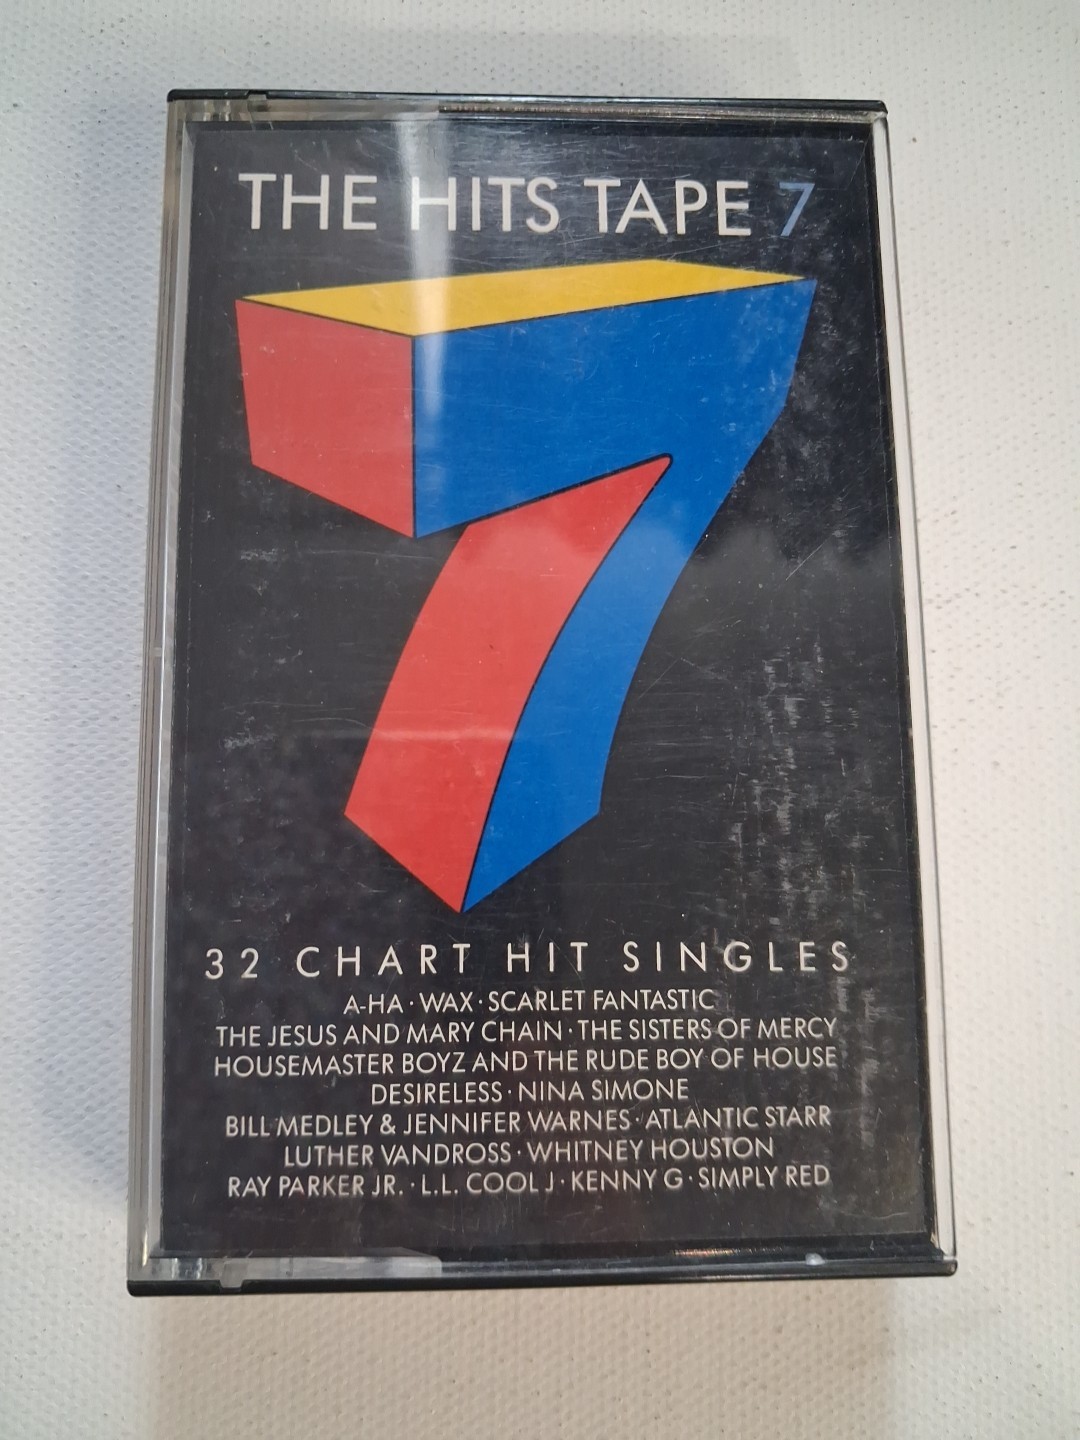 THE HITS TAPE 7
7
32 CHART HIT SINGLES
A-HA · WAX · SCARLET FANTASTIC
THE JESUS AND MARY CHAIN · THE SISTERS OF MERCY
HOUSEMASTER BOYZ AND THE RUDE BOY OF HOUSE
DESIRELESS · NINA SIMONE
BILL MEDLEY & JENNIFER WARNES · ATLANTIC STARR
LUTHER VANDROSS · WHITNEY HOUSTON
RAY PARKER JR. · L.L. COOL J · KENNY G · SIMPLY RED